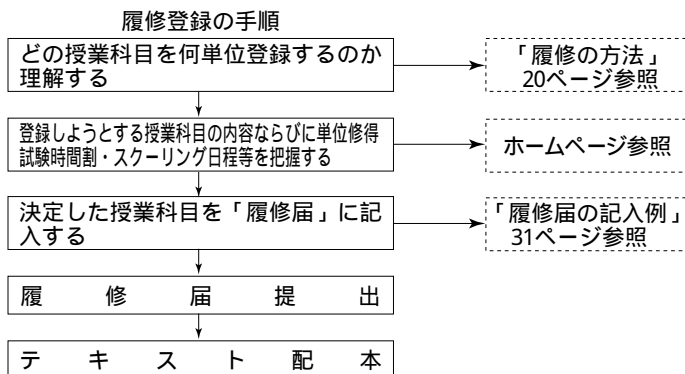 履修登録の手順
どの授業科目を何単位登録するのか
理解する
「履修の方法」
20ページ参照
登録しようとする授業科目の内容ならびに単位修得
試験時間割・スクーリング日程等を把握する
ホームページ参照
決定した授業科目を「履修届」に記
入する
「履修届の記入例」
31ページ参照
履修届提出
テキスト配本